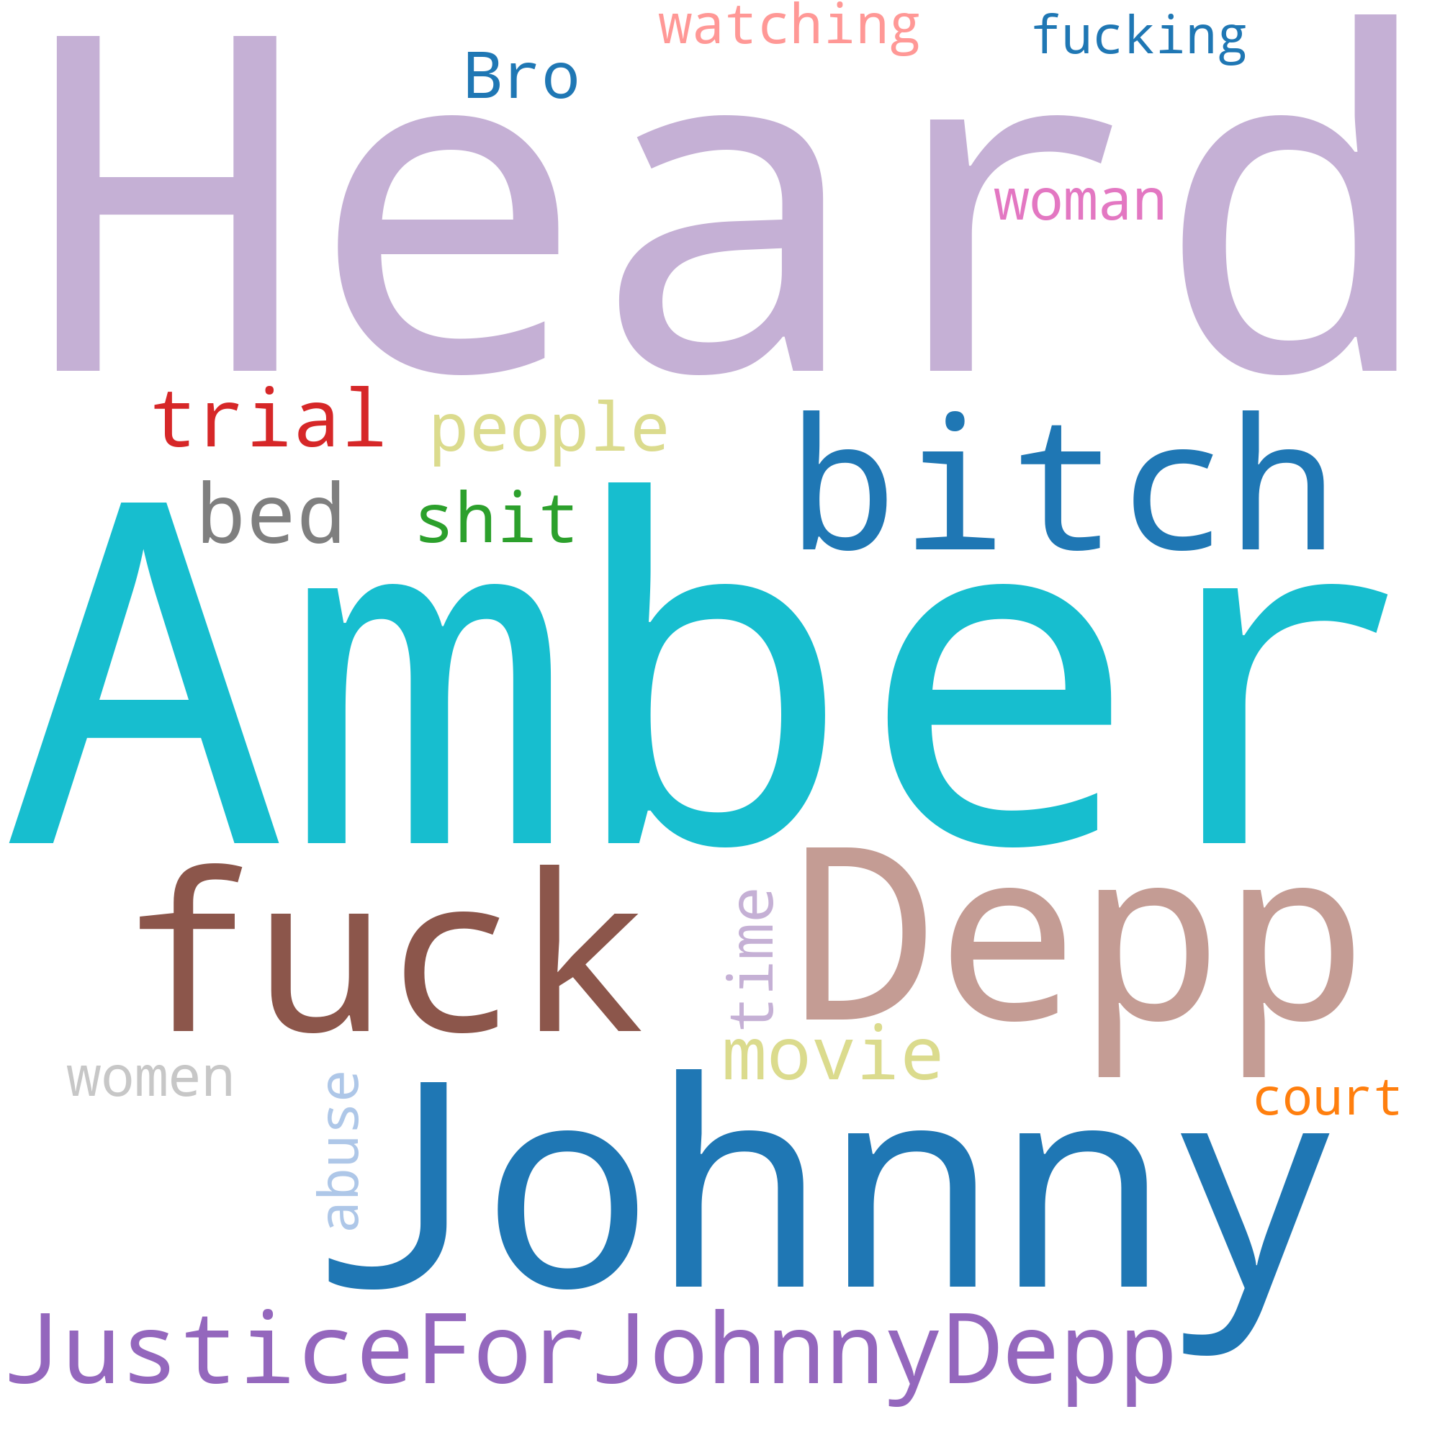 watching
fucking
Bro
Heard
woman
trial
people
bitch
bed
shit
Amber
fuck
time
Depp
movie
women
abuse
court
Johnny
JusticeForJohnnyDepp